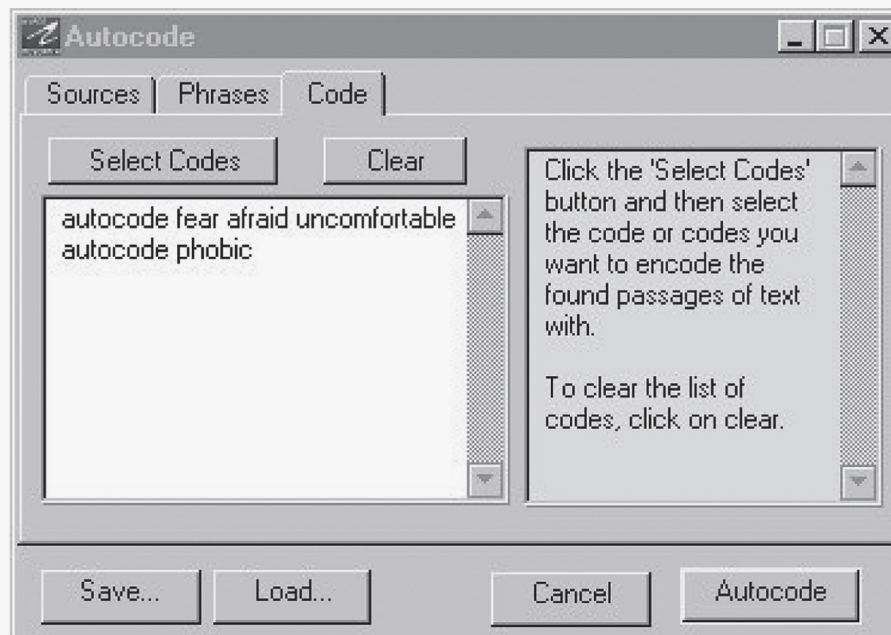 Autocode
Sources Phrases Code
Select Codes Clear
autocode fear afraid uncomfortable
autocode phobic
Click the 'Select Codes'
button and then select
the code or codes you
want to encode the
found passages of text
with.
To clear the list of
codes, click on clear.
Save... Load... Cancel Autocode